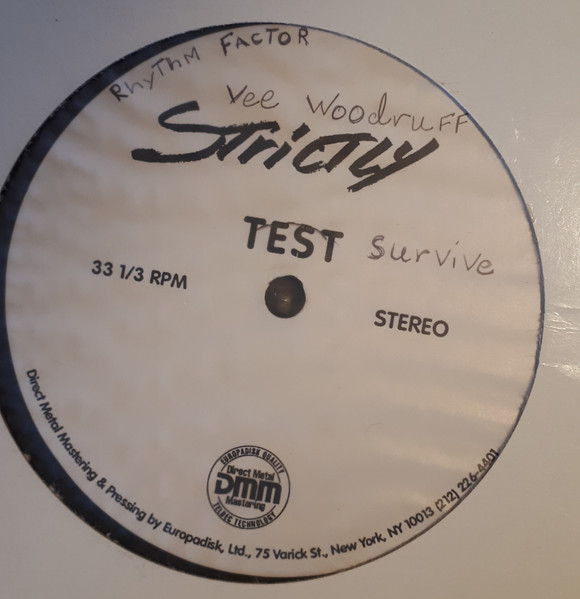 RhyThm FACTOR
Vee WoodruFF
STRICTLY
TEST survive
33 1/3 RPM
STEREO
EUROPADISK QUALITY
Direct Metal
DMM
Mastering
TELDEC TECHNOLOGY
Direct Metal Mastering & Pressing by Europadisk, Ltd., 75 Varick St., New York, NY 10013 (212) 226-4401